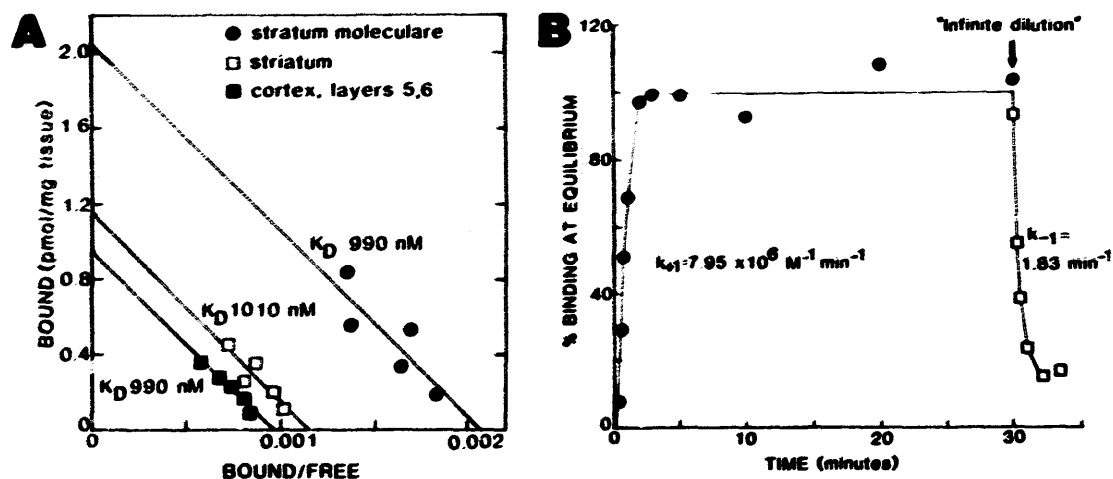 A
stratum moleculare
striatum
cortex, layers 5,6
2.0
1.6
1.2
0.8
0.4
0
BOUND (pmol/mg tissue)
KD 990 nM
KD 1010 nM
KD 990 nM
0
0.001
0.002
BOUND/FREE
B
"Infinite dilution"
120
80
40
0
% BINDING AT EQUILIBRIUM
k+1=7.95 x10⁶ M⁻¹ min⁻¹
k-1=
1.83 min⁻¹
0
10
20
30
TIME (minutes)